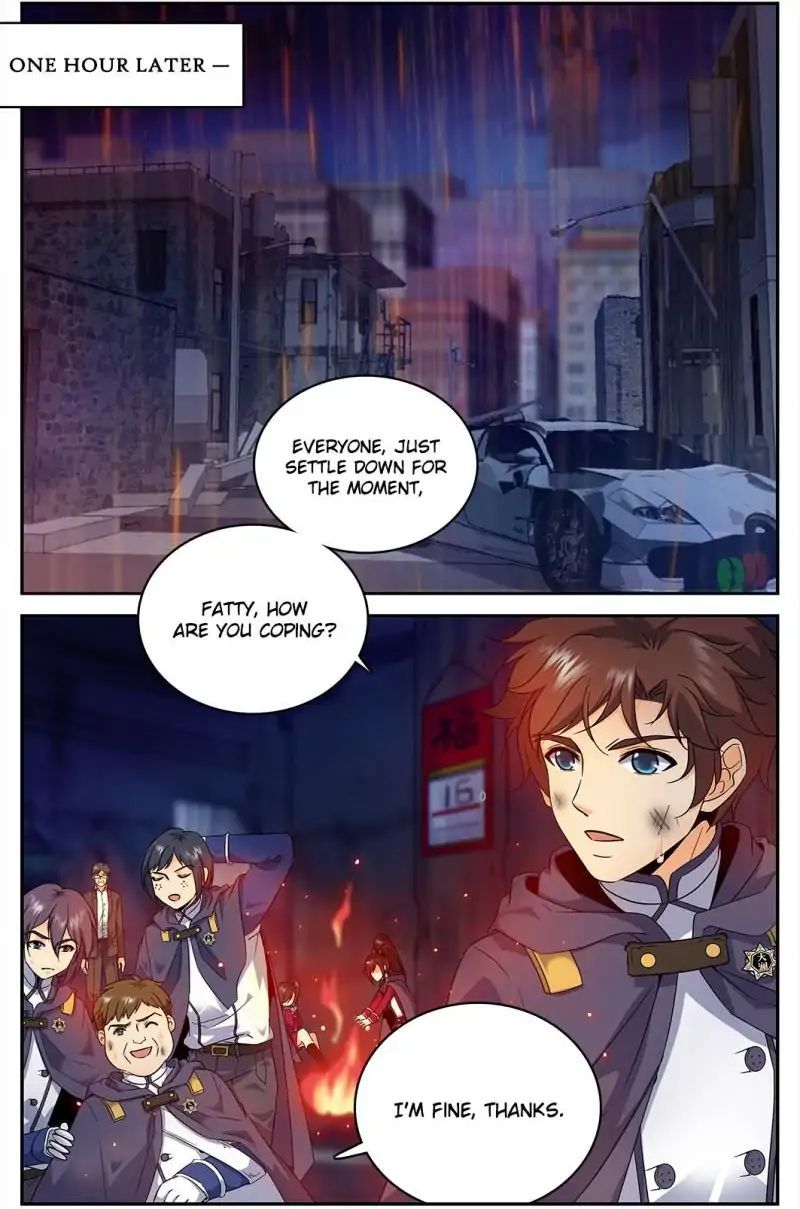 ONE HOUR LATER —
EVERYONE, JUST
SETTLE DOWN FOR
THE MOMENT,
FATTY, HOW
ARE YOU COPING?
福
16
I'M FINE, THANKS.